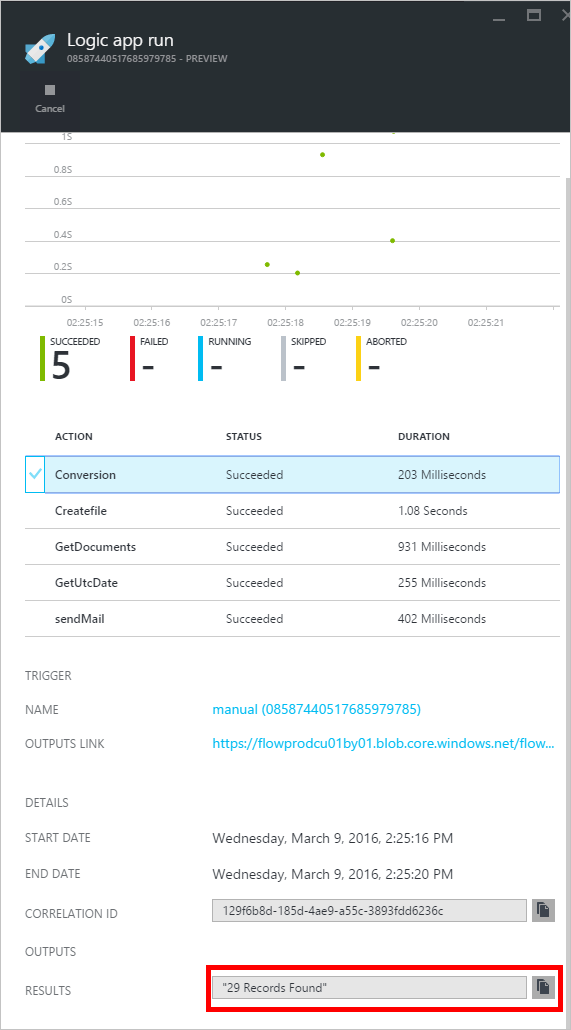 Logic app run
08587440517685979785 - PREVIEW
Cancel
1S
0.8S
0.6S
0.4S
0.2S
0S
02:25:15 02:25:16 02:25:17 02:25:18 02:25:19 02:25:20 02:25:21
SUCCEEDED FAILED RUNNING SKIPPED ABORTED
5 - - - -
ACTION STATUS DURATION
Conversion Succeeded 203 Milliseconds
Createfile Succeeded 1.08 Seconds
GetDocuments Succeeded 931 Milliseconds
GetUtcDate Succeeded 255 Milliseconds
sendMail Succeeded 402 Milliseconds
TRIGGER
NAME manual (08587440517685979785)
OUTPUTS LINK https://flowprodcu01by01.blob.core.windows.net/flow...
DETAILS
START DATE Wednesday, March 9, 2016, 2:25:16 PM
END DATE Wednesday, March 9, 2016, 2:25:20 PM
CORRELATION ID 129f6b8d-185d-4ae9-a55c-3893fdd6236c
OUTPUTS
RESULTS "29 Records Found"